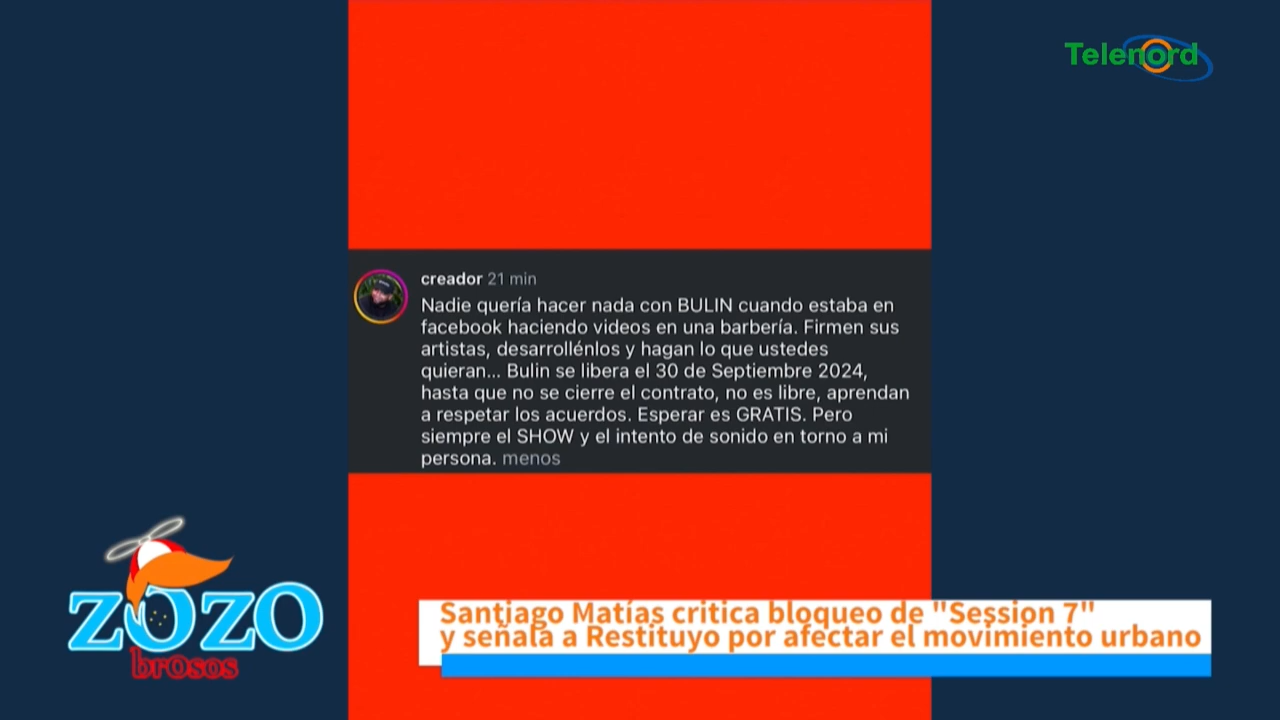 Telenord
creador 21 min
Nadie quería hacer nada con BULIN cuando estaba en
facebook haciendo videos en una barbería. Firmen sus
artistas, desarrollénlos y hagan lo que ustedes
quieran... Bulin se libera el 30 de Septiembre 2024,
hasta que no se cierre el contrato, no es libre, aprendan
a respetar los acuerdos. Esperar es GRATIS. Pero
siempre el SHOW y el intento de sonido en torno a mi
persona. menos
zozo
brosos
Santiago Matías critica bloqueo de "Session 7"
y señala a Restituyo por afectar el movimiento urbano